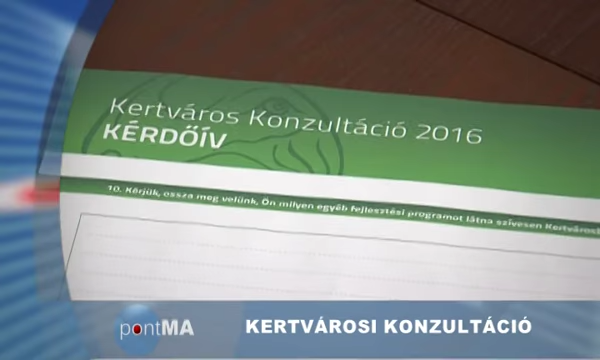 Kertváros Konzultáció 2016
KÉRDŐÍV
10. Kérjük, ossza meg velünk, Ön milyen egyéb fejlesztési programot látna szívesen
pontMA
KERTVÁROSI KONZULTÁCIÓ